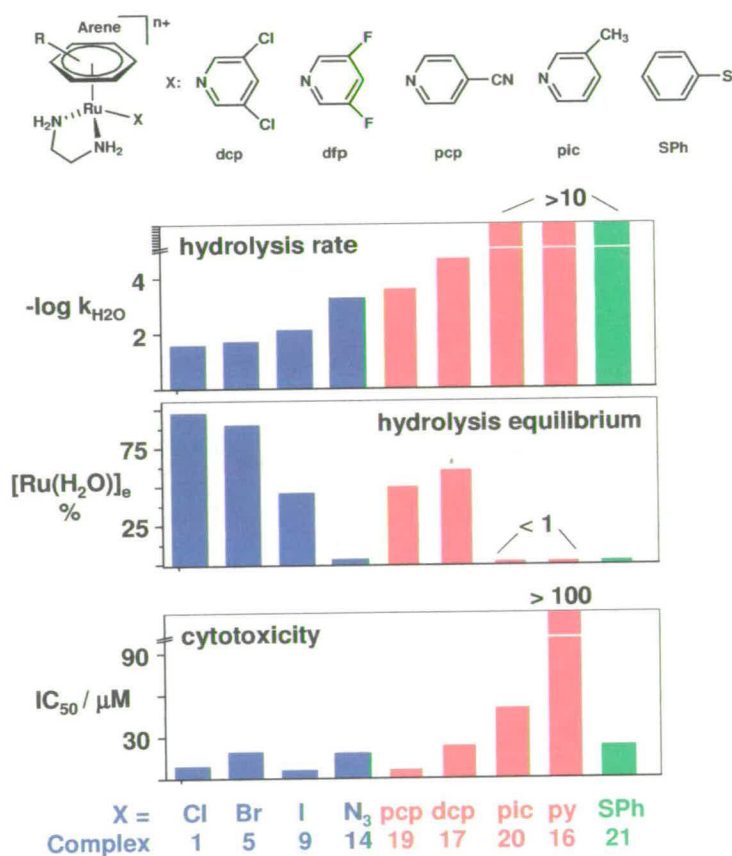 Arene
n+
R
Ru
H₂N
X
NH₂
X:
N
Cl
Cl
dcp
N
F
F
dfp
N
CN
pcp
N
CH₃
pic
S
SPh
>10
hydrolysis rate
4
-log k_H2O
2
hydrolysis equilibrium
75
[Ru(H₂O)]ₑ
%
< 1
25
> 100
cytotoxicity
90
IC₅₀ / µM
30
X = Cl Br I N₃ pcp dcp pic py SPh
Complex 1 5 9 14 19 17 20 16 21